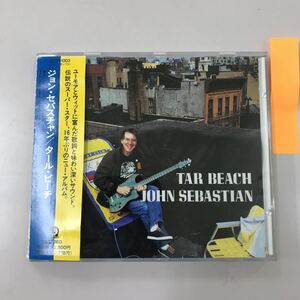 ジョン・セバスチャン/タール・ビーチ
ユーモアとウィットに富んだ歌詞と味わい深いサウンド。
伝説のスーパー・スター、16年ぶりのニュー・アルバム。
TAR BEACH
JOHN SEBASTIAN